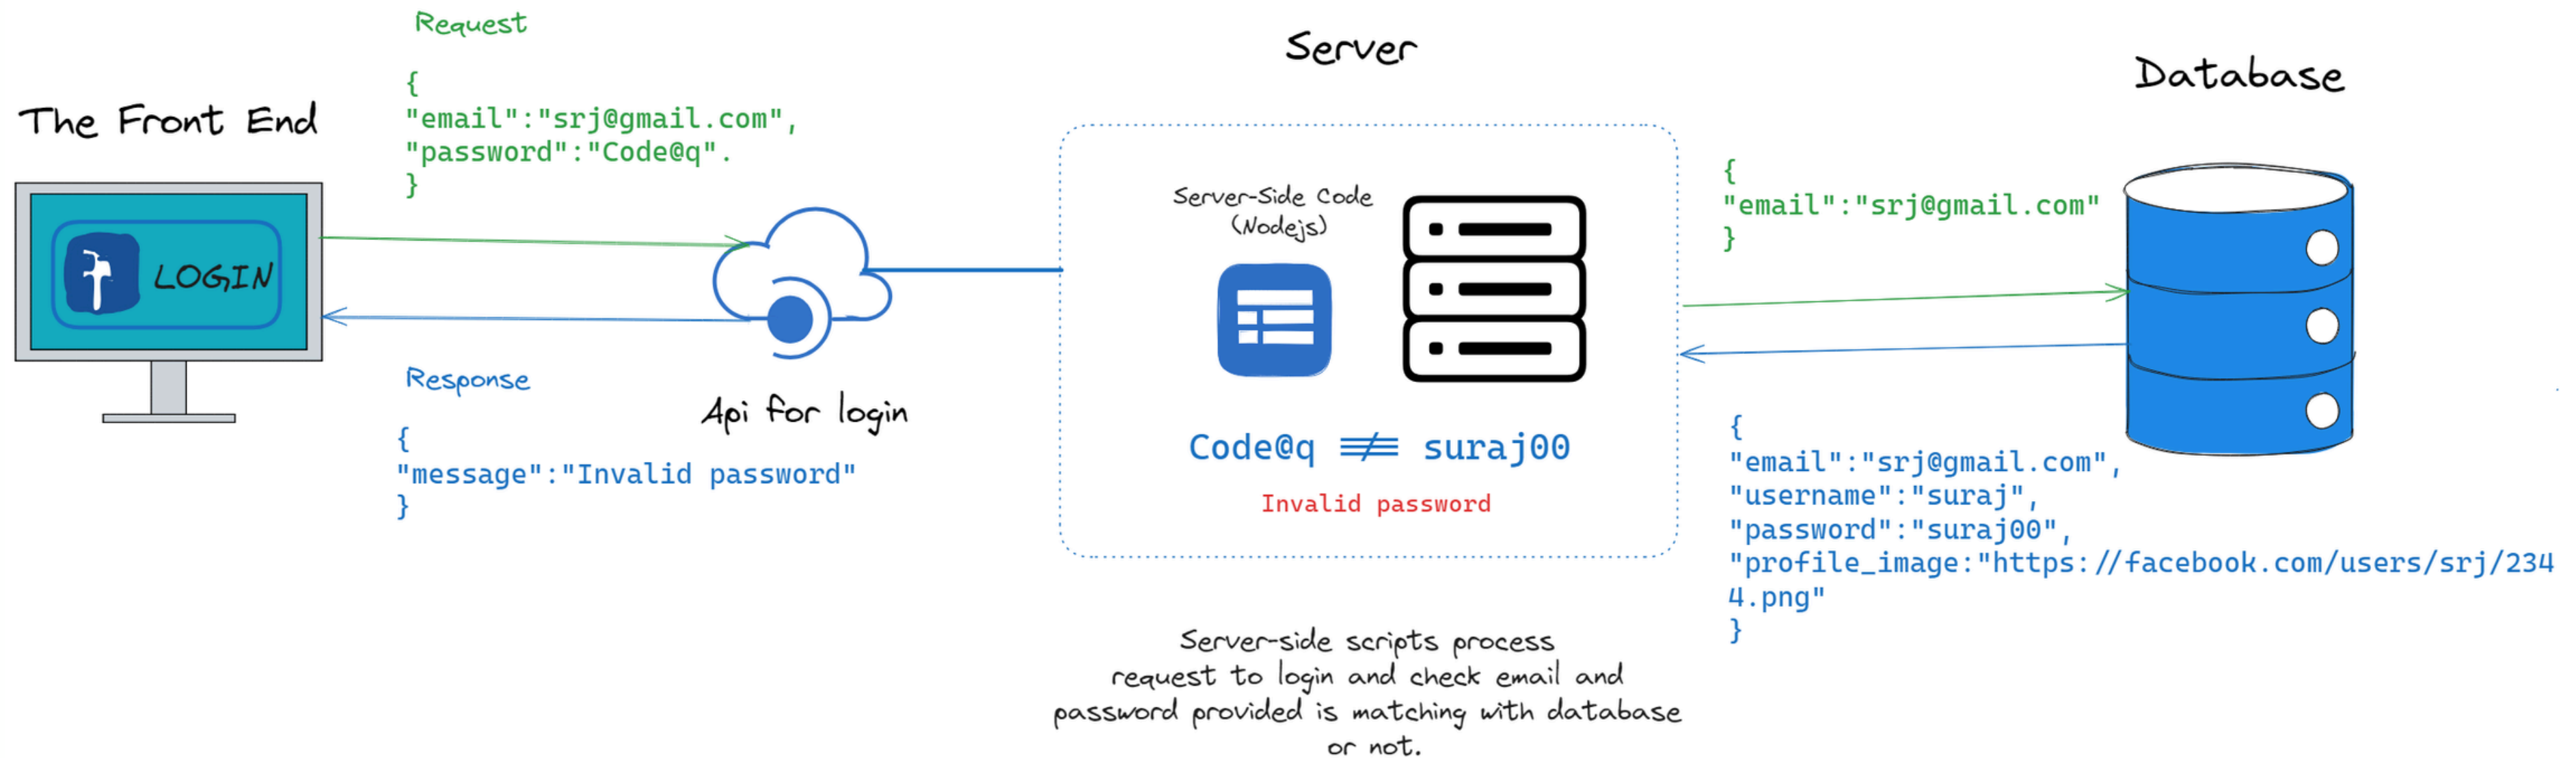 The Front End
LOGIN
Request
{
"email":"srj@gmail.com",
"password":"Code@q".
}
Response
{
"message":"Invalid password"
}
Api for login
Server
Server-Side Code
(Nodejs)
Code@q ≠ suraj00
Invalid password
Server-side scripts process
request to login and check email and
password provided is matching with database
or not.
Database
{
"email":"srj@gmail.com"
}
{
"email":"srj@gmail.com",
"username":"suraj",
"password":"suraj00",
"profile_image:"https://facebook.com/users/srj/234
4.png"
}